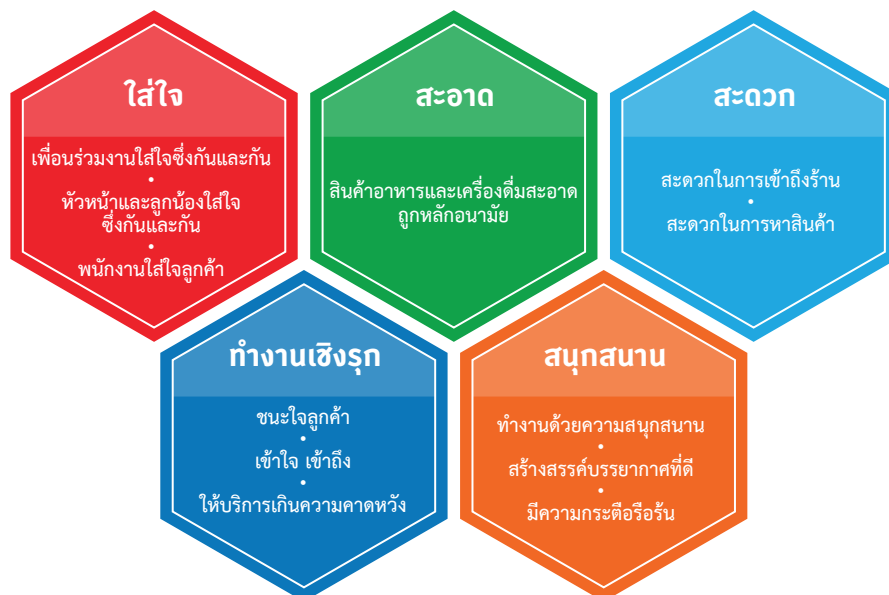 ใส่ใจ
เพื่อนร่วมงานใส่ใจซึ่งกันและกัน
•
หัวหน้าและลูกน้องใส่ใจ
ซึ่งกันและกัน
•
พนักงานใส่ใจลูกค้า
สะอาด
สินค้าอาหารและเครื่องดื่มสะอาด
ถูกหลักอนามัย
สะดวก
สะดวกในการเข้าถึงร้าน
•
สะดวกในการหาสินค้า
ทำงานเชิงรุก
ชนะใจลูกค้า
•
เข้าใจ เข้าถึง
•
ให้บริการเกินความคาดหวัง
สนุกสนาน
ทำงานด้วยความสนุกสนาน
•
สร้างสรรค์บรรยากาศที่ดี
•
มีความกระตือรือร้น